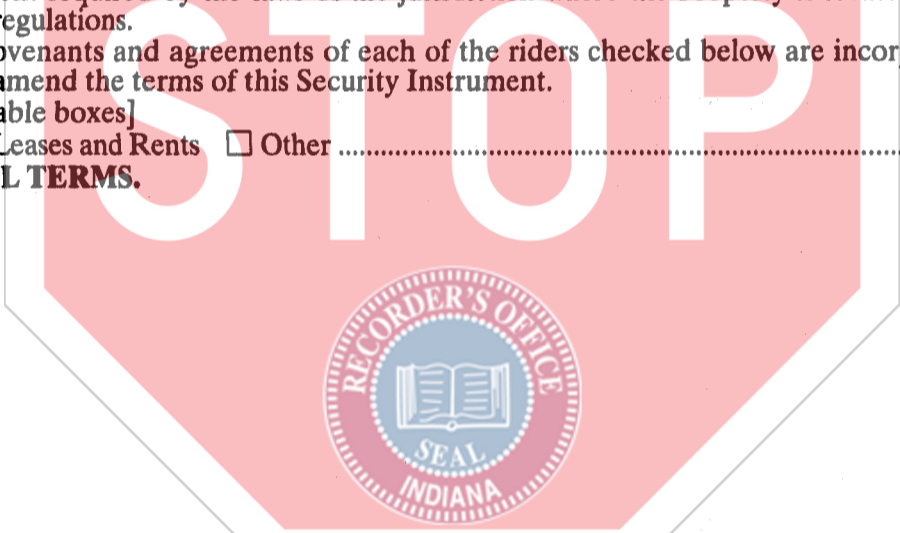 regulations.
ovenants and agreements of each of the riders checked below are incor
amend the terms of this Security Instrument.
able boxes]
Leases and Rents ☐ Other ....................................................................................
L TERMS.
STOP
RECORDER'S OFFICE
SEAL
INDIANA